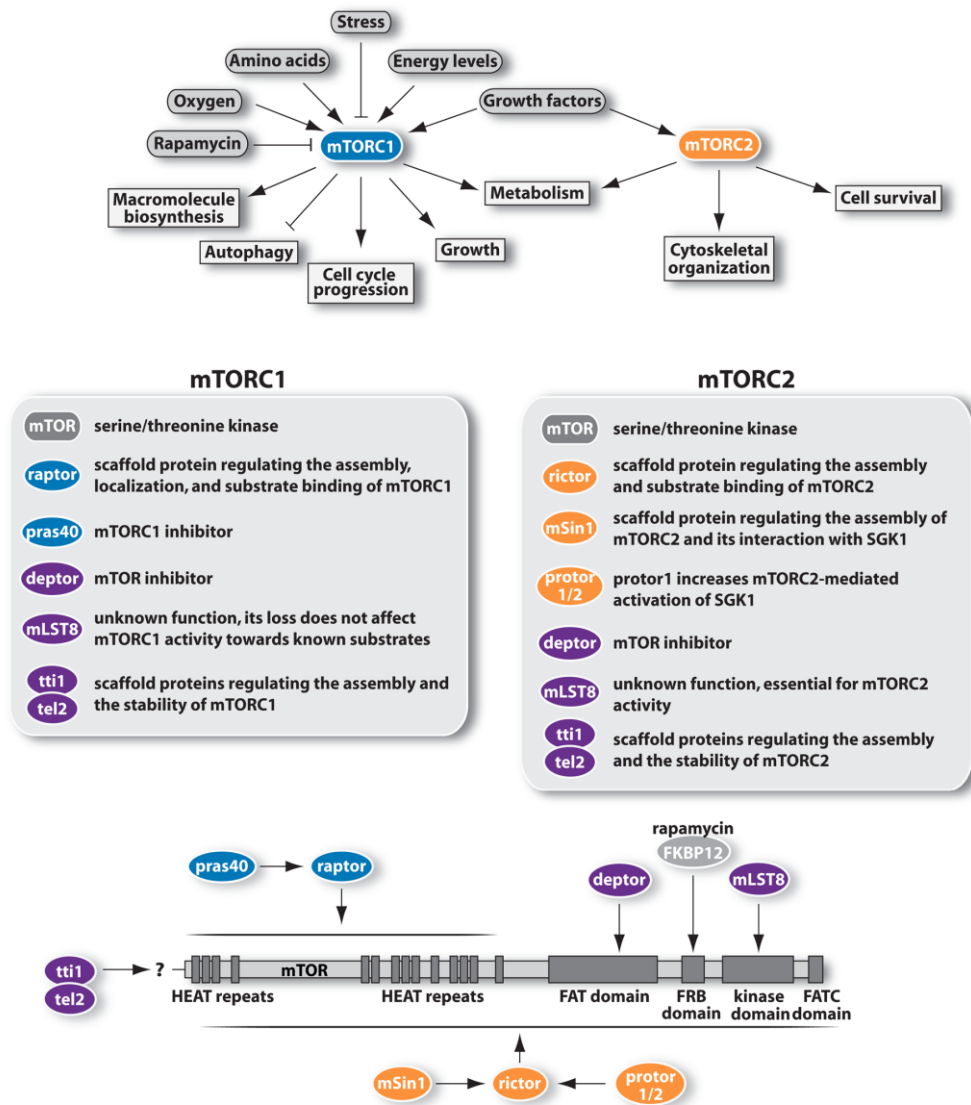 Stress
Amino acids
Energy levels
Oxygen
Growth factors
Rapamycin
mTORC1
mTORC2
Macromolecule
biosynthesis
Autophagy
Cell cycle
progression
Growth
Metabolism
Cytoskeletal
organization
Cell survival
mTORC1
mTOR
serine/threonine kinase
raptor
scaffold protein regulating the assembly,
localization, and substrate binding of mTORC1
pras40
mTORC1 inhibitor
deptor
mTOR inhibitor
mLST8
unknown function, its loss does not affect
mTORC1 activity towards known substrates
tti1
tel2
scaffold proteins regulating the assembly and
the stability of mTORC1
mTORC2
mTOR
serine/threonine kinase
rictor
scaffold protein regulating the assembly
and substrate binding of mTORC2
mSin1
scaffold protein regulating the assembly of
mTORC2 and its interaction with SGK1
protor
1/2
protor1 increases mTORC2-mediated
activation of SGK1
deptor
mTOR inhibitor
mLST8
unknown function, essential for mTORC2
activity
tti1
tel2
scaffold proteins regulating the assembly
and the stability of mTORC2
pras40
raptor
deptor
rapamycin
FKBP12
mLST8
tti1
tel2
?
mTOR
HEAT repeats
HEAT repeats
FAT domain
FRB
domain
kinase
domain
FATC
domain
mSin1
rictor
protor
1/2